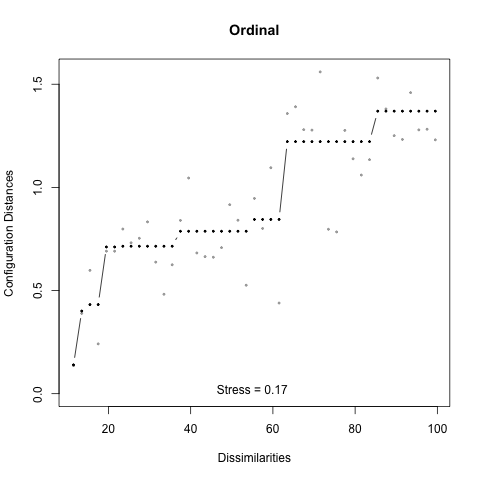 Ordinal
Configuration Distances
1.5
1.0
0.5
0.0
Stress = 0.17
20 40 60 80 100
Dissimilarities